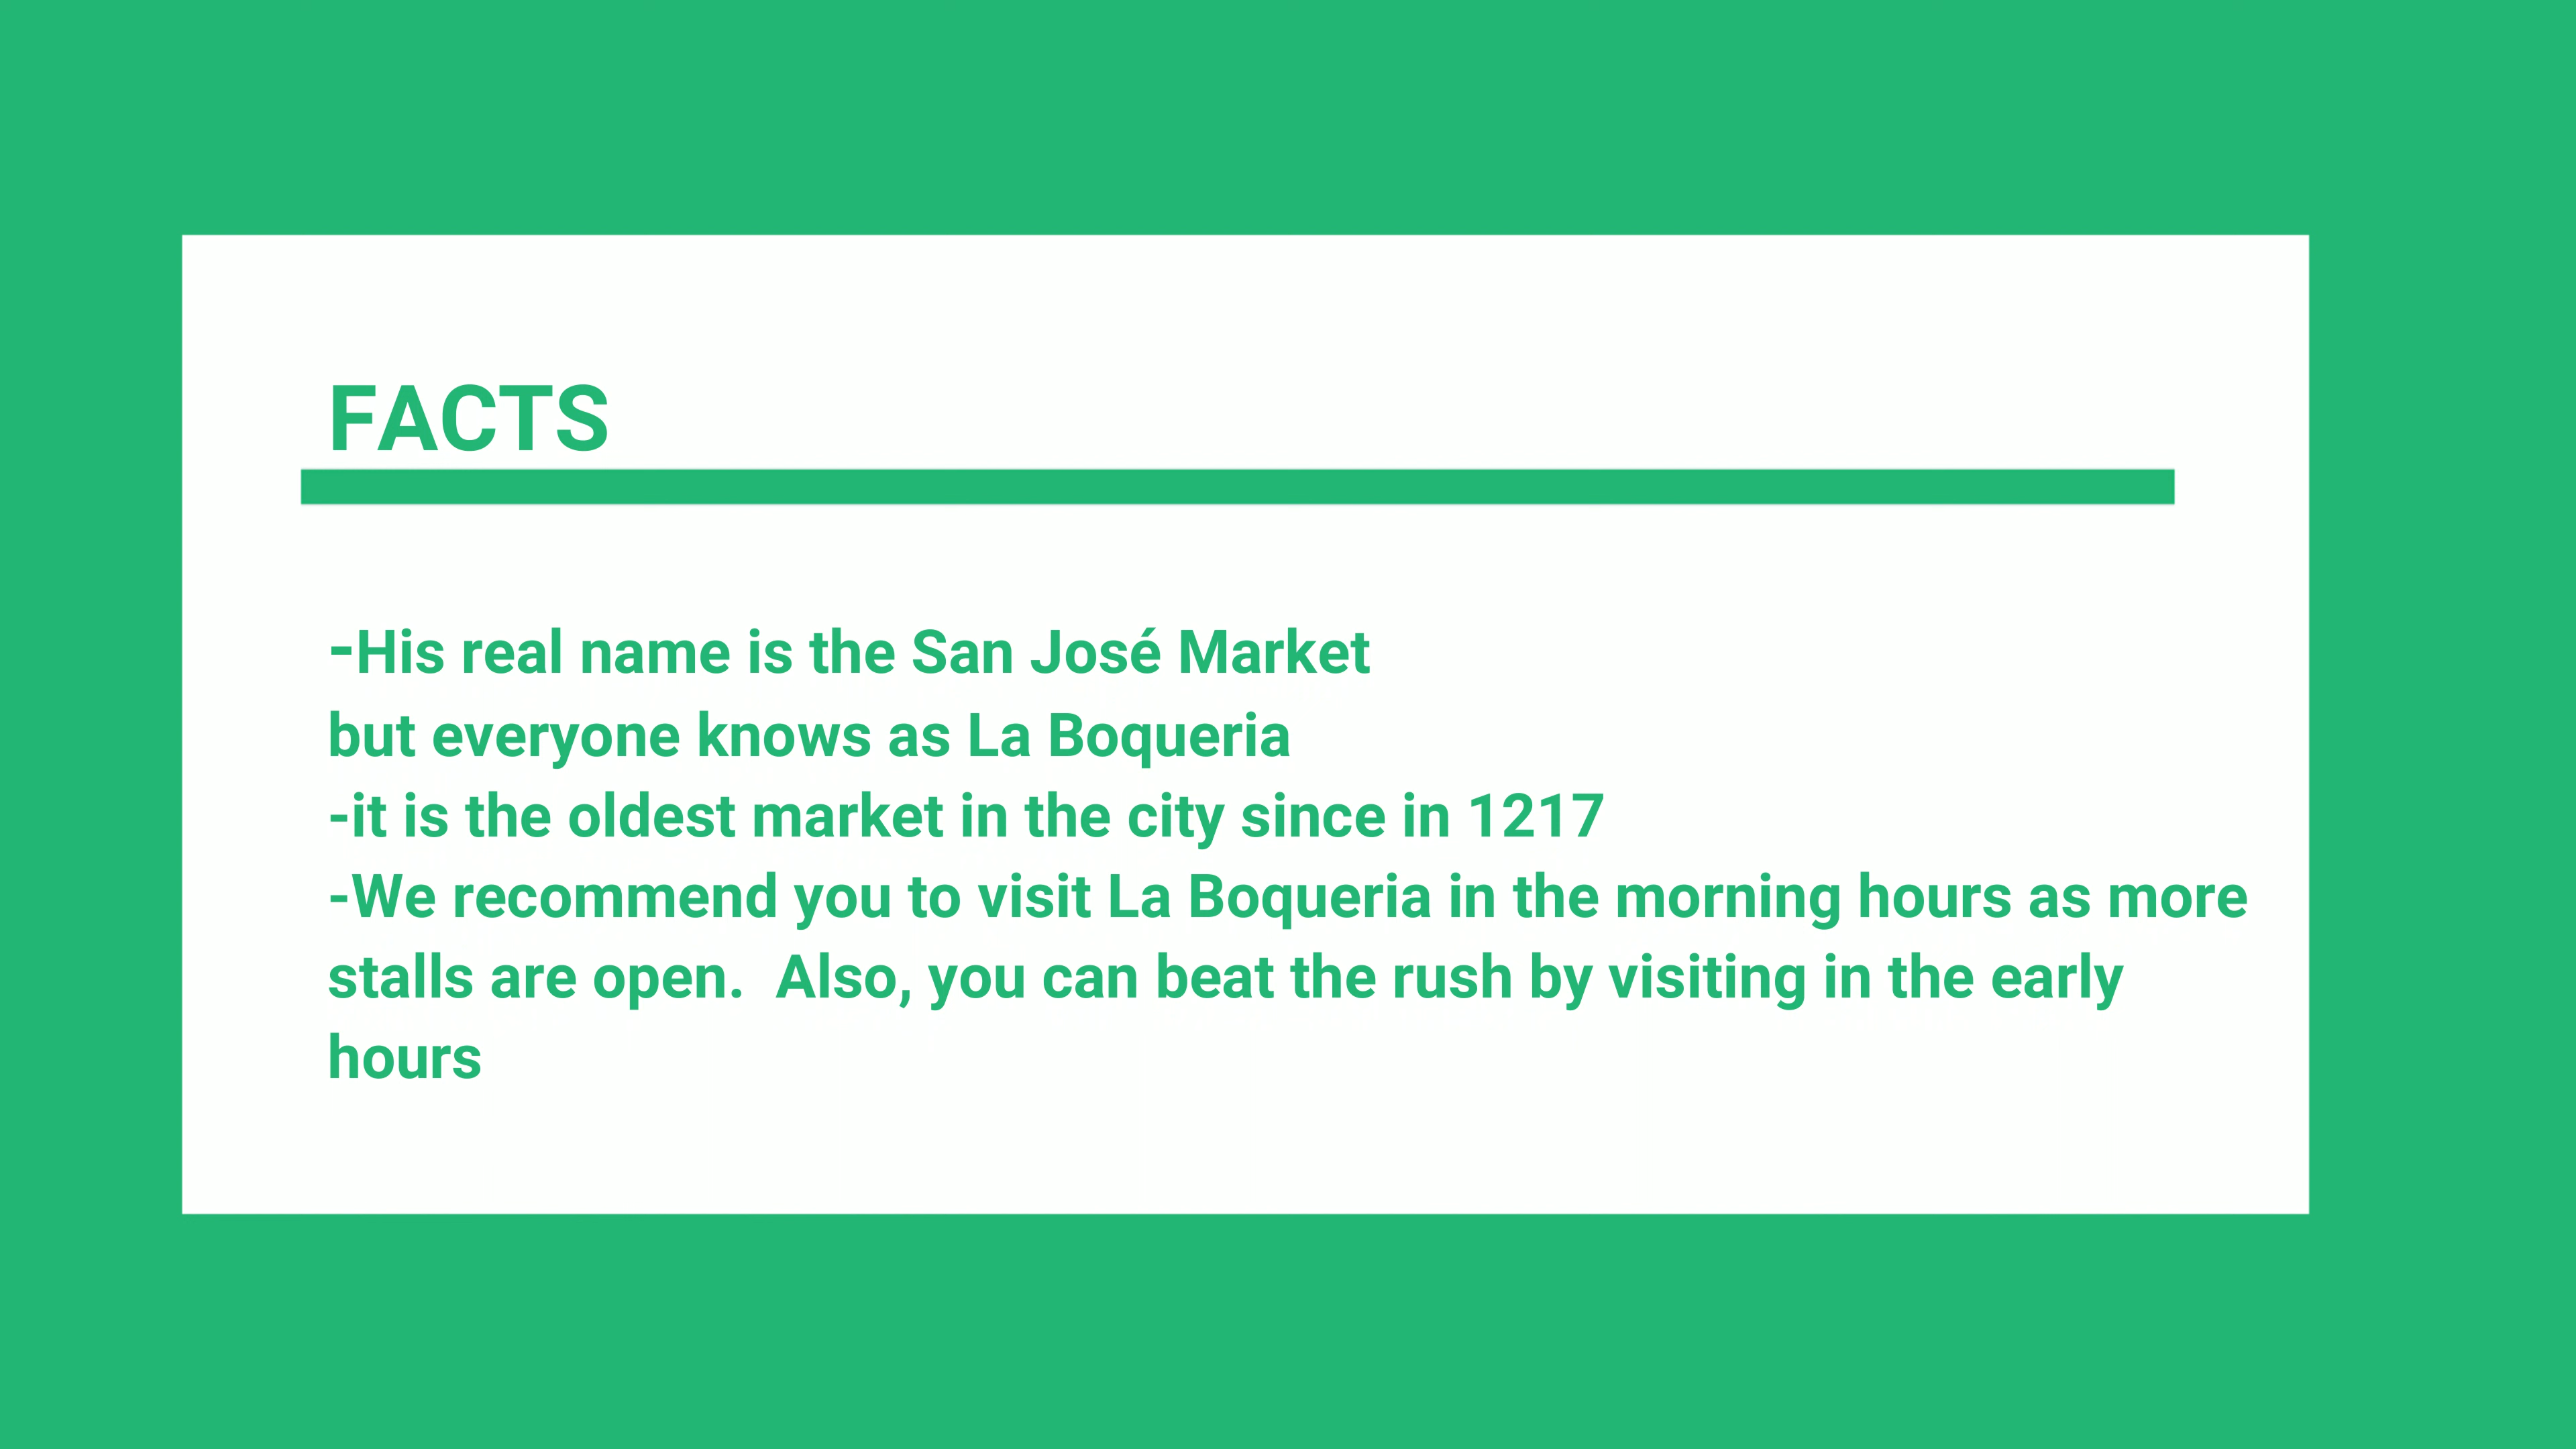 FACTS
-His real name is the San José Market
but everyone knows as La Boqueria
-it is the oldest market in the city since in 1217
-We recommend you to visit La Boqueria in the morning hours as more
stalls are open.  Also, you can beat the rush by visiting in the early
hours